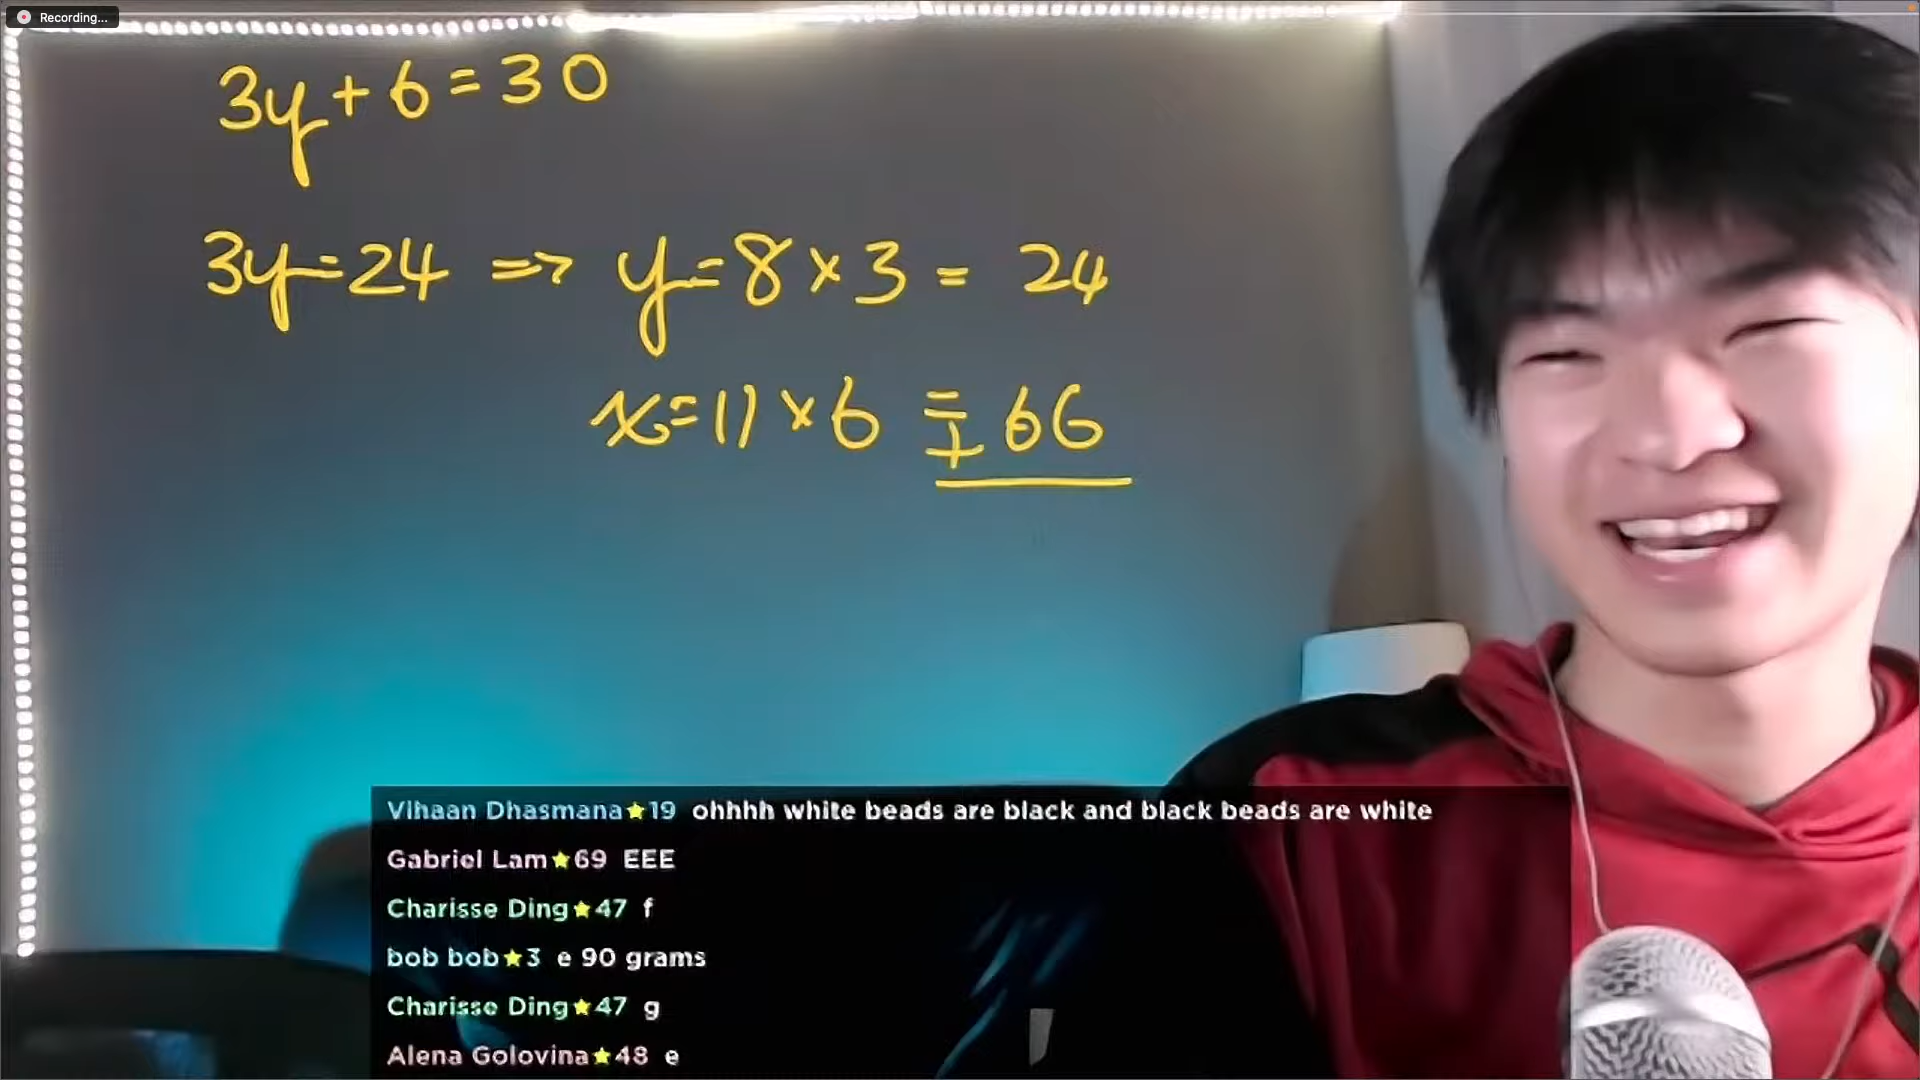 Recording...
3y+6=30
3y=24 => y=8×3 = 24
x=11×6 = + 66
Vihaan Dhasmana★19 ohhhh white beads are black and black beads are white
Gabriel Lam★69 EEE
Charisse Ding★47 f
bob bob★3 e 90 grams
Charisse Ding★47 g
Alena Golovina★48 e